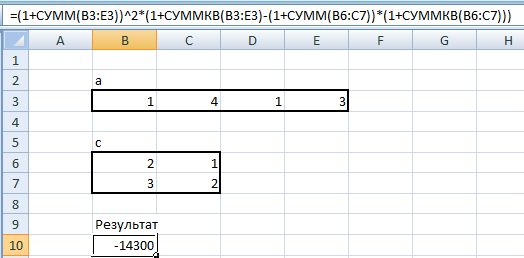 =(1+СУММ(B3:E3))^2*(1+СУММКВ(B3:E3)-(1+СУММ(B6:C7))*(1+СУММКВ(B6:C7)))
A B C D E F G H
1
2 a
3 1 4 1 3
4
5 c
6 2 1
7 3 2
8
9 Результат
10 -14300